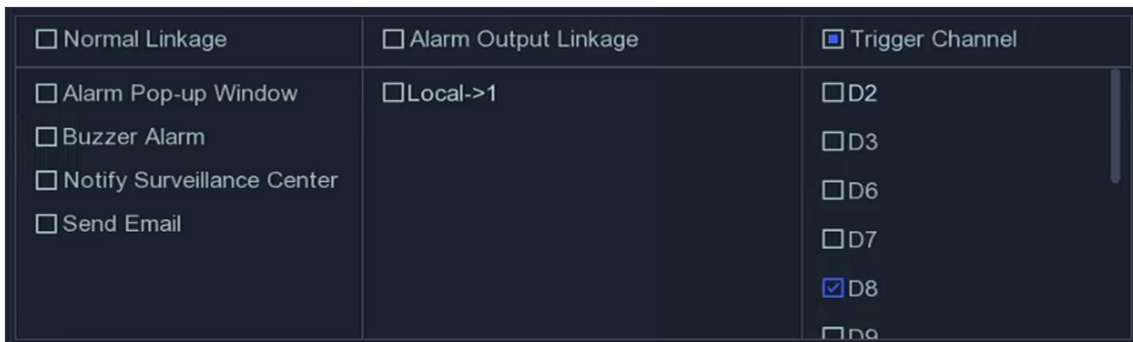 Normal Linkage
Alarm Output Linkage
Trigger Channel
Alarm Pop-up Window
Local->1
D2
Buzzer Alarm
D3
Notify Surveillance Center
D6
Send Email
D7
D8
D9